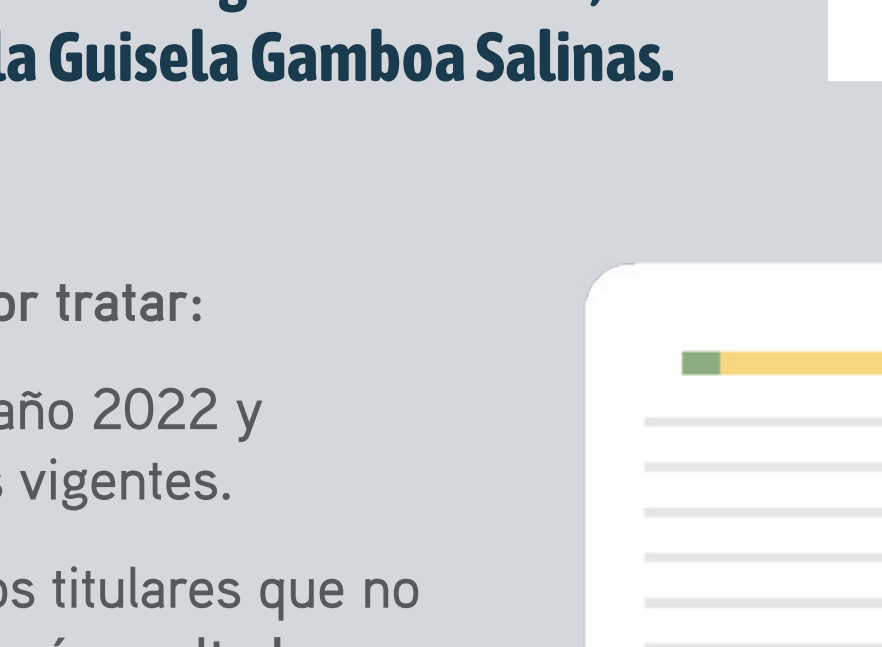 la Guisela Gamboa Salinas.
or tratar:
año 2022 y
s vigentes.
os titulares que no